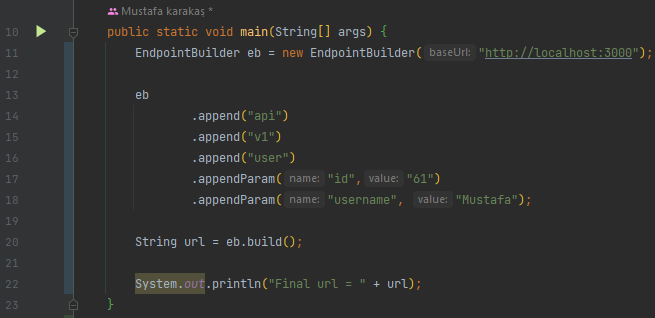 Mustafa karakaş *
10 public static void main(String[] args) {
11 EndpointBuilder eb = new EndpointBuilder( baseUrl: "http://localhost:3000");
12
13 eb
14 .append("api")
15 .append("v1")
16 .append("user")
17 .appendParam( name: "id", value: "61")
18 .appendParam( name: "username", value: "Mustafa");
19
20 String url = eb.build();
21
22 System.out.println("Final url = " + url);
23 }